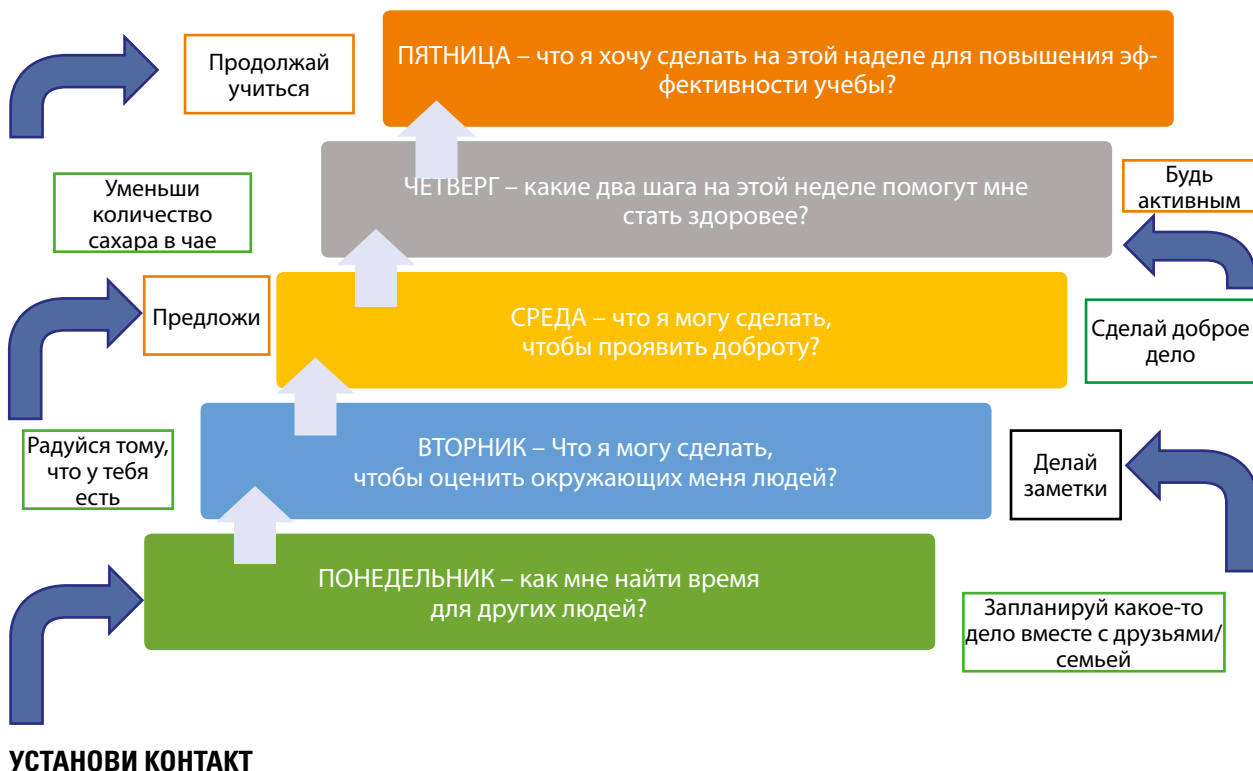 Продолжай
учиться
ПЯТНИЦА – что я хочу сделать на этой наделе для повышения эф-
фективности учебы?
Уменьши
количество
сахара в чае
ЧЕТВЕРГ – какие два шага на этой неделе помогут мне
стать здоровее?
Будь
активным
Предложи
СРЕДА – что я могу сделать,
чтобы проявить доброту?
Сделай доброе
дело
Радуйся тому,
что у тебя
есть
ВТОРНИК – Что я могу сделать,
чтобы оценить окружающих меня людей?
Делай
заметки
ПОНЕДЕЛЬНИК – как мне найти время
для других людей?
Запланируй какое-то
дело вместе с друзьями/
семьей
УСТАНОВИ КОНТАКТ